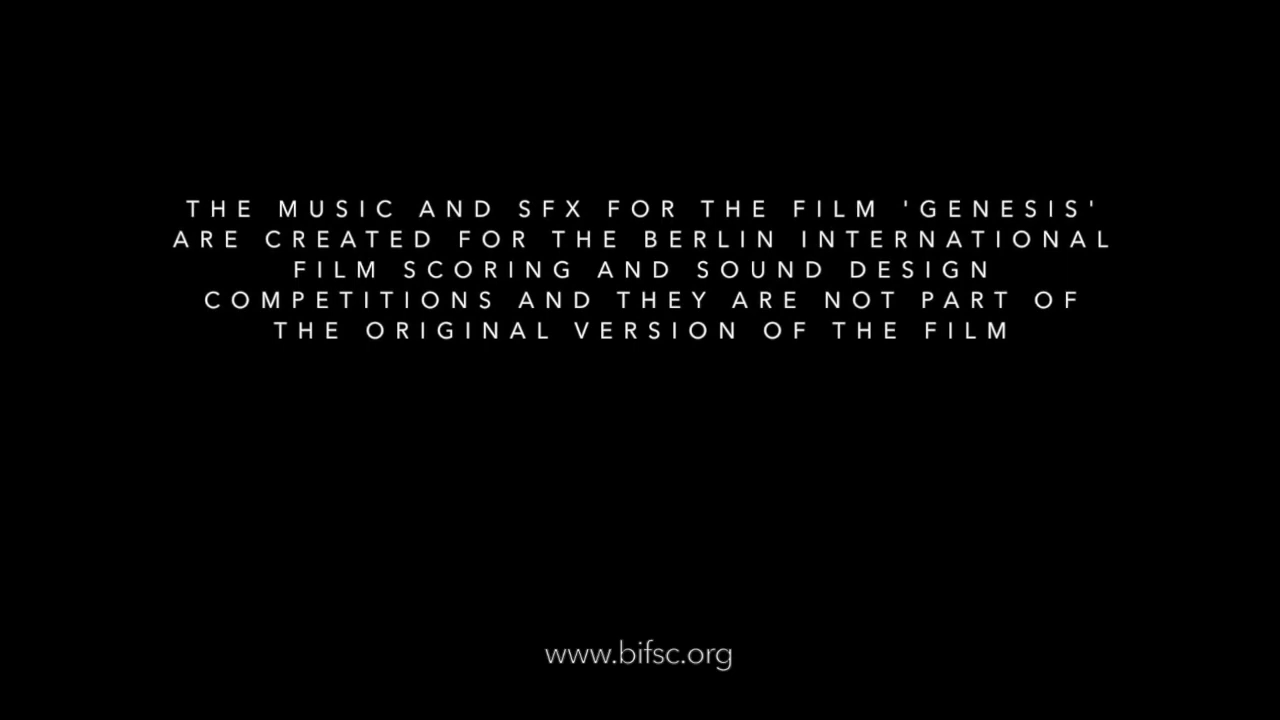 THE MUSIC AND SFX FOR THE FILM 'GENESIS'
ARE CREATED FOR THE BERLIN INTERNATIONAL
FILM SCORING AND SOUND DESIGN
COMPETITIONS AND THEY ARE NOT PART OF
THE ORIGINAL VERSION OF THE FILM
www.bifsc.org